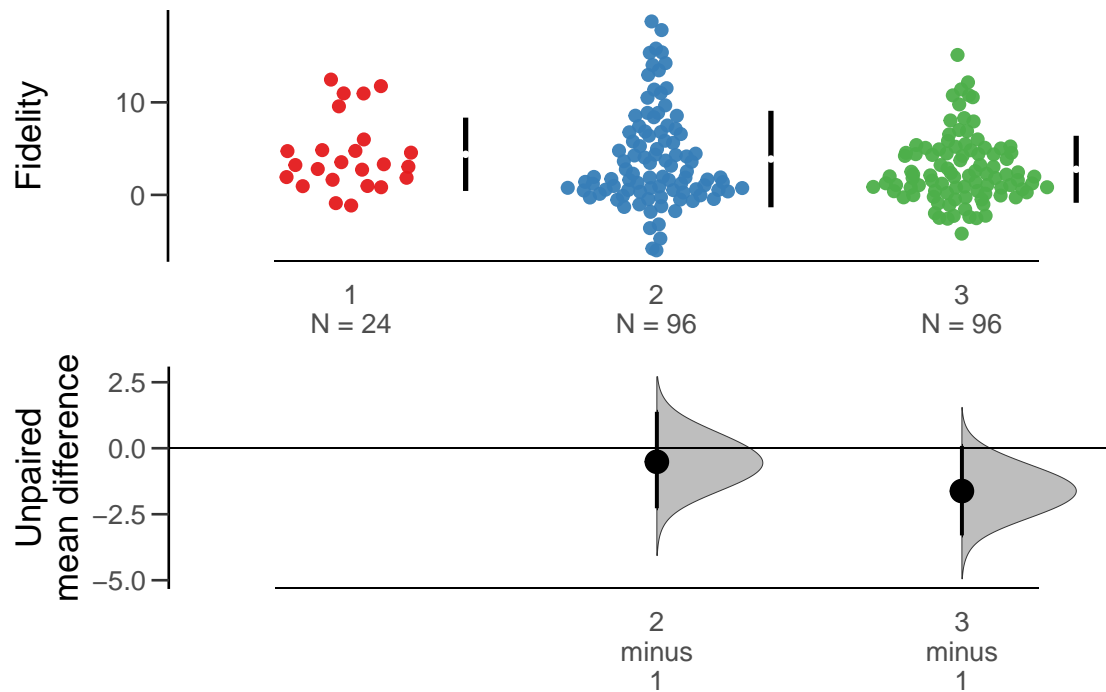 Fidelity
10
0
1
N = 24
2
N = 96
3
N = 96
Unpaired
mean difference
2.5
0.0
−2.5
−5.0
2
minus
1
3
minus
1